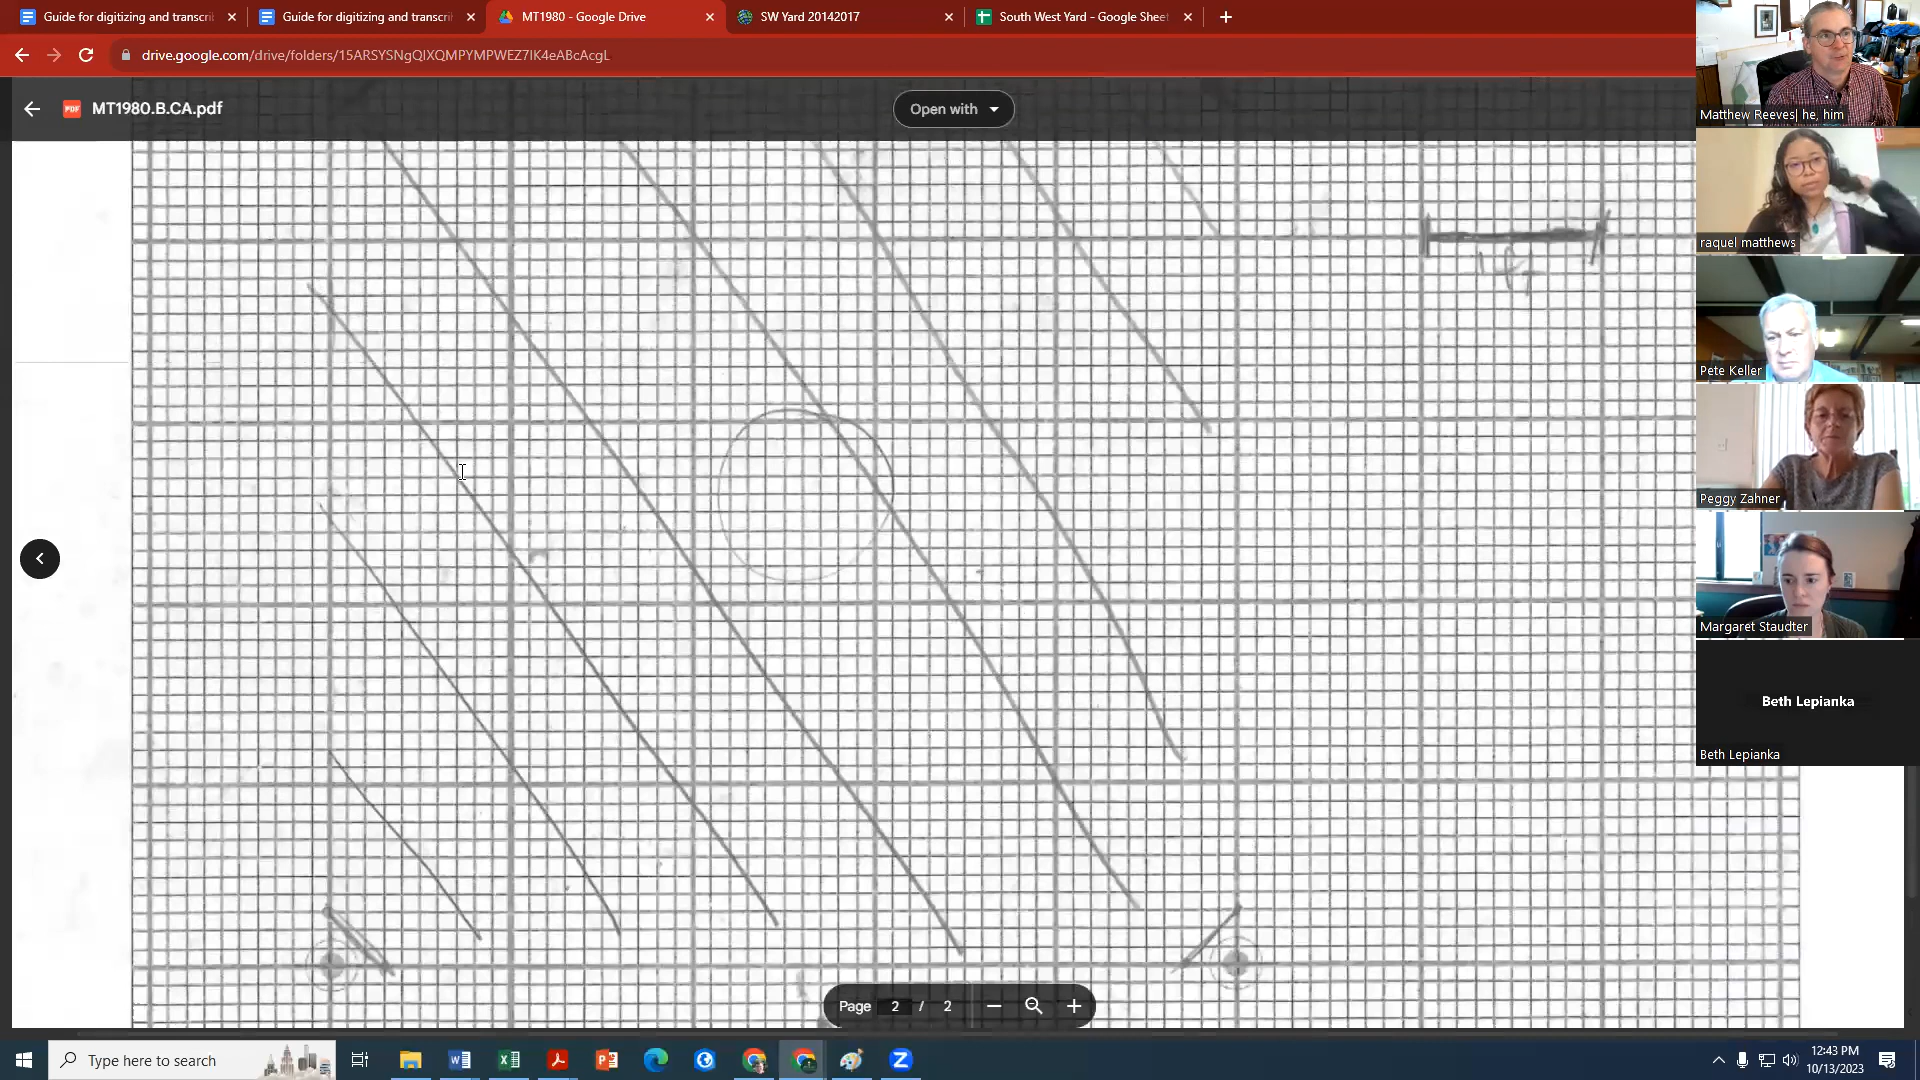 Guide for digitizing and transcri
Guide for digitizing and transcri
MT1980 - Google Drive
SW Yard 20142017
South West Yard - Google Sheet
drive.google.com/drive/folders/15ARSYSNgQIXQMPYMPWEZ7IK4eABcAcgL
PDF
MT1980.B.CA.pdf
Open with
1 ft
Matthew Reeves| he, him
raquel matthews
Pete Keller
Peggy Zahner
Margaret Staudter
Beth Lepianka
Beth Lepianka
Page 2 / 2
Type here to search
12:43 PM
10/13/2023